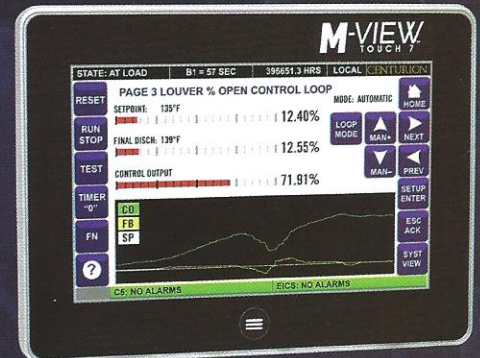 M-VIEW
TOUCH 7
STATE: AT LOAD B1 = 57 SEC 395651.3 HRS LOCAL CENTURION
PAGE 3 LOUVER % OPEN CONTROL LOOP
MODE: AUTOMATIC
RESET
HOME
SETPOINT: 135°F
12.40%
LOOP MODE
MAN+
NEXT
RUN STOP
FINAL DISCH: 139°F
12.55%
TEST
MAN-
PREV
CONTROL OUTPUT
71.91%
SETUP ENTER
TIMER "0"
CO
FB
SP
ESC ACK
FN
SYST VIEW
?
C5: NO ALARMS EICS: NO ALARMS